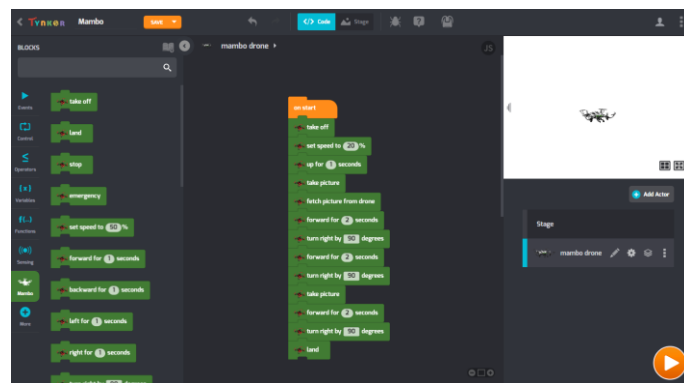 Tynker Mambo save
Code Stage
BLOCKS
mambo drone
JS
Events
Control
Operators
Variables
Functions
Sensing
Mambo
More
take off
land
stop
emergency
set speed to 50 %
forward for 1 seconds
backward for 1 seconds
left for 1 seconds
right for 1 seconds
on start
take off
set speed to 20 %
up for 1 seconds
take picture
fetch picture from drone
forward for 2 seconds
turn right by 90 degrees
forward for 2 seconds
turn right by 90 degrees
take picture
forward for 2 seconds
turn right by 90 degrees
land
Add Actor
Stage
mambo drone